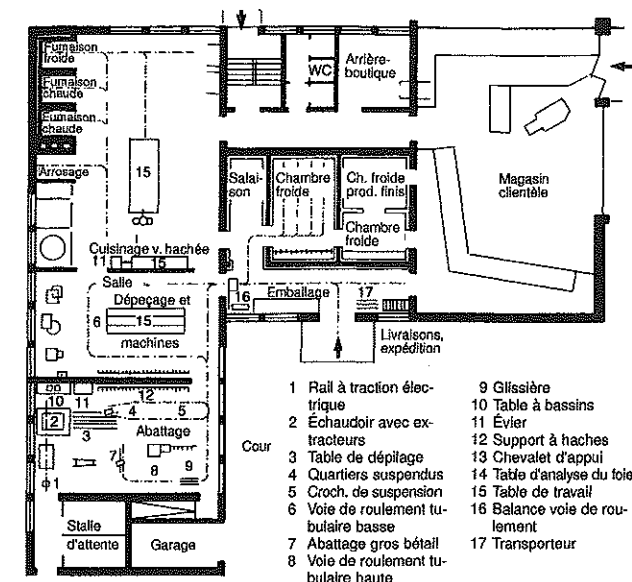 Fumaison
froide
Fumaison
chaude
Fumaison
chaude
Arrosage
15
WC
Arrière-
boutique
Magasin
clientèle
Salai-
son
Chambre
froide
Ch. froide
prod. finis
Chambre
froide
Cuisinage v. hachée
11
15
Salle
Dépeçage et
6
15
machines
16
Emballage
17
Livraisons,
expédition
10
11
12
2
3
4
5
Abattage
7
8
9
1
Cour
Stalle
d'attente
Garage
1 Rail à traction élec-
trique
2 Échaudoir avec ex-
tracteurs
3 Table de dépilage
4 Quartiers suspendus
5 Croch. de suspension
6 Voie de roulement tu-
bulaire basse
7 Abattage gros bétail
8 Voie de roulement tu-
bulaire haute
9 Glissière
10 Table à bassins
11 Évier
12 Support à haches
13 Chevalet d'appui
14 Table d'analyse du foie
15 Table de travail
16 Balance voie de rou-
lement
17 Transporteur